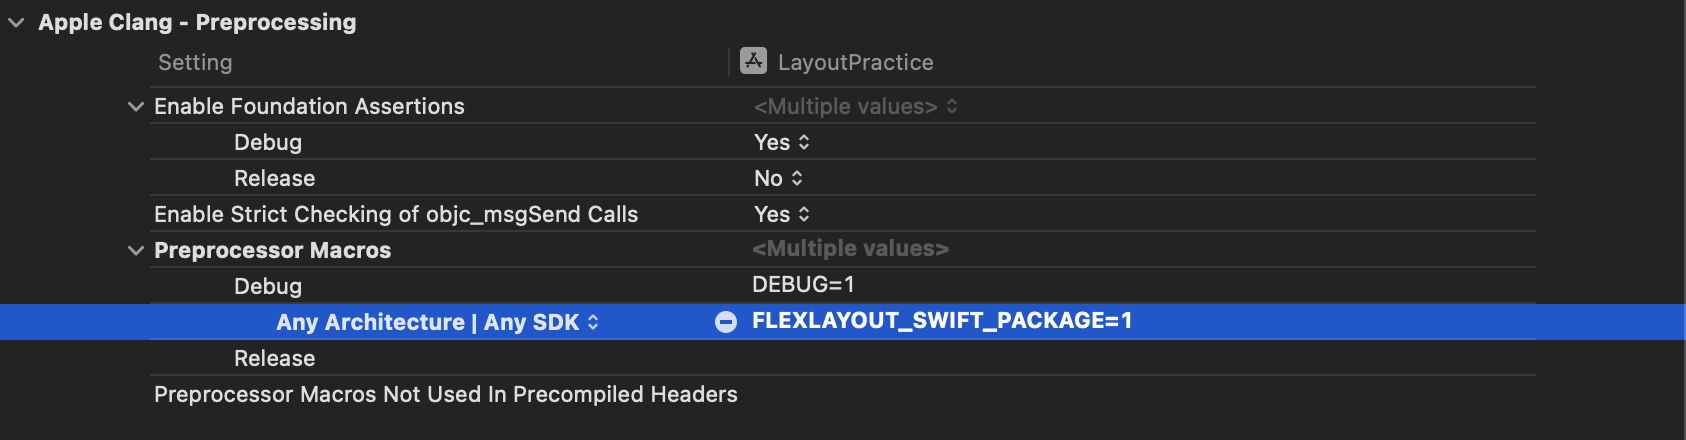 Apple Clang - Preprocessing
Setting LayoutPractice
Enable Foundation Assertions <Multiple values>
Debug Yes
Release No
Enable Strict Checking of objc_msgSend Calls Yes
Preprocessor Macros <Multiple values>
Debug DEBUG=1
Any Architecture | Any SDK FLEXLAYOUT_SWIFT_PACKAGE=1
Release
Preprocessor Macros Not Used In Precompiled Headers